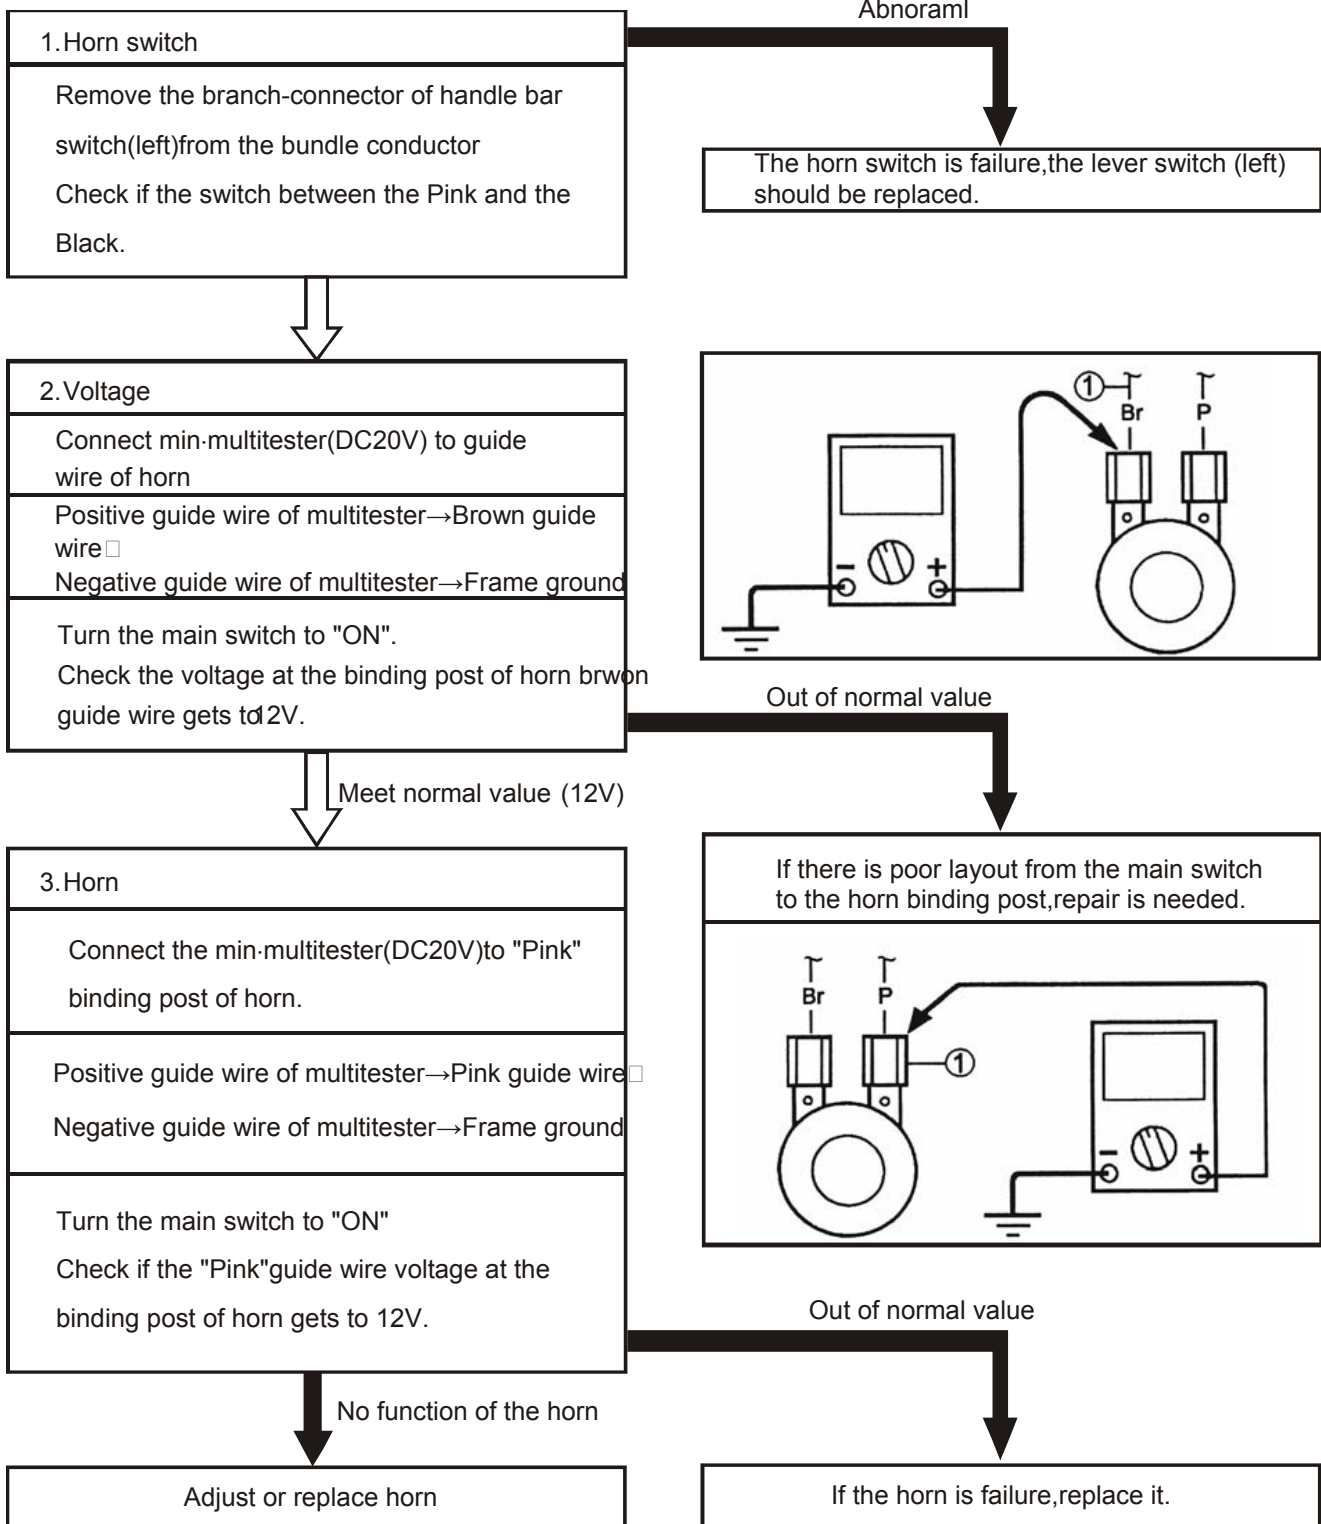 Abnoraml
1.Horn switch
Remove the branch-connector of handle bar
switch(left)from the bundle conductor
Check if the switch between the Pink and the
Black.
The horn switch is failure,the lever switch (left)
should be replaced.
2.Voltage
Connect min·multitester(DC20V) to guide
wire of horn
Positive guide wire of multitester→Brown guide
wire□
Negative guide wire of multitester→Frame ground
Turn the main switch to "ON".
Check the voltage at the binding post of horn brwon
guide wire gets to12V.
①
Br
P
-
+
Out of normal value
Meet normal value (12V)
If there is poor layout from the main switch
to the horn binding post,repair is needed.
3.Horn
Connect the min·multitester(DC20V)to "Pink"
binding post of horn.
Positive guide wire of multitester→Pink guide wire□
Negative guide wire of multitester→Frame ground
Turn the main switch to "ON"
Check if the "Pink"guide wire voltage at the
binding post of horn gets to 12V.
Br
P
①
-
+
Out of normal value
No function of the horn
Adjust or replace horn
If the horn is failure,replace it.